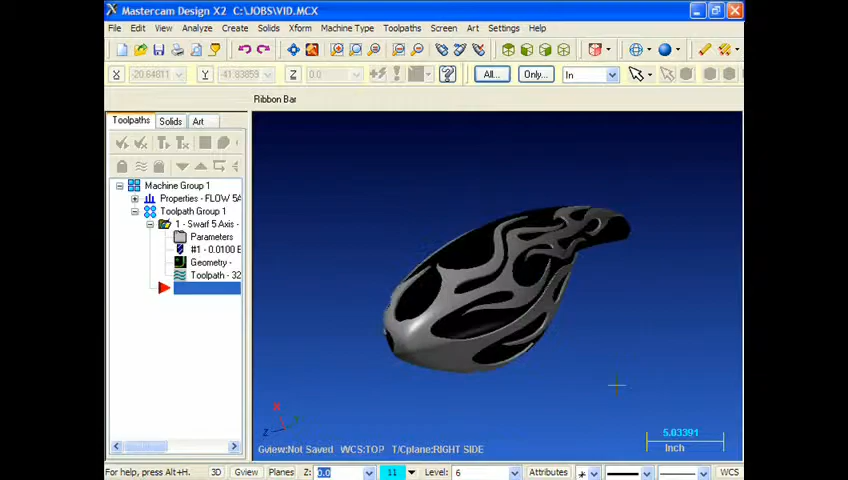 Mastercam Design X2 C:\JOBS\VID.MCX
File Edit View Analyze Create Solids Xform Machine Type Toolpaths Screen Art Settings Help
X -20.64811 Y -41.83859 Z 0.0 All... Only... In
Ribbon Bar
Toolpaths Solids Art
Machine Group 1
Properties - FLOW 5A
Toolpath Group 1
1 - Swarf 5 Axis -
Parameters
#1 - 0.0100 E
Geometry -
Toolpath - 32
X
Z
5.03391
Inch
Gview:Not Saved WCS:TOP T/Cplane:RIGHT SIDE
For help, press Alt+H. 3D Gview Planes Z: 0.0 11 Level: 6 Attributes WCS